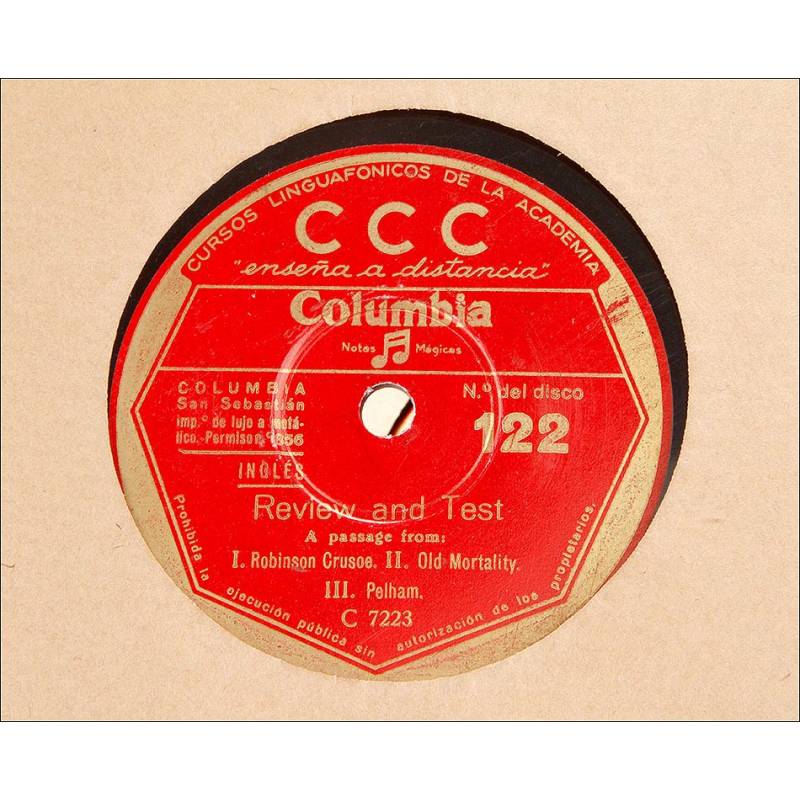 CURSOS LINGUAFONICOS DE LA ACADEMIA
C C C
"enseña a distancia"
Columbia
Notas Mágicas
COLUMBIA
San Sebastián
imp.º de lujo a metá-
lico. Permiso n.º 1356
INGLÉS
N.º del disco
122
Review and Test
A passage from:
I. Robinson Crusoe. II. Old Mortality.
III. Pelham.
C 7223
Prohibida la ejecución pública sin autorización de los propietarios.